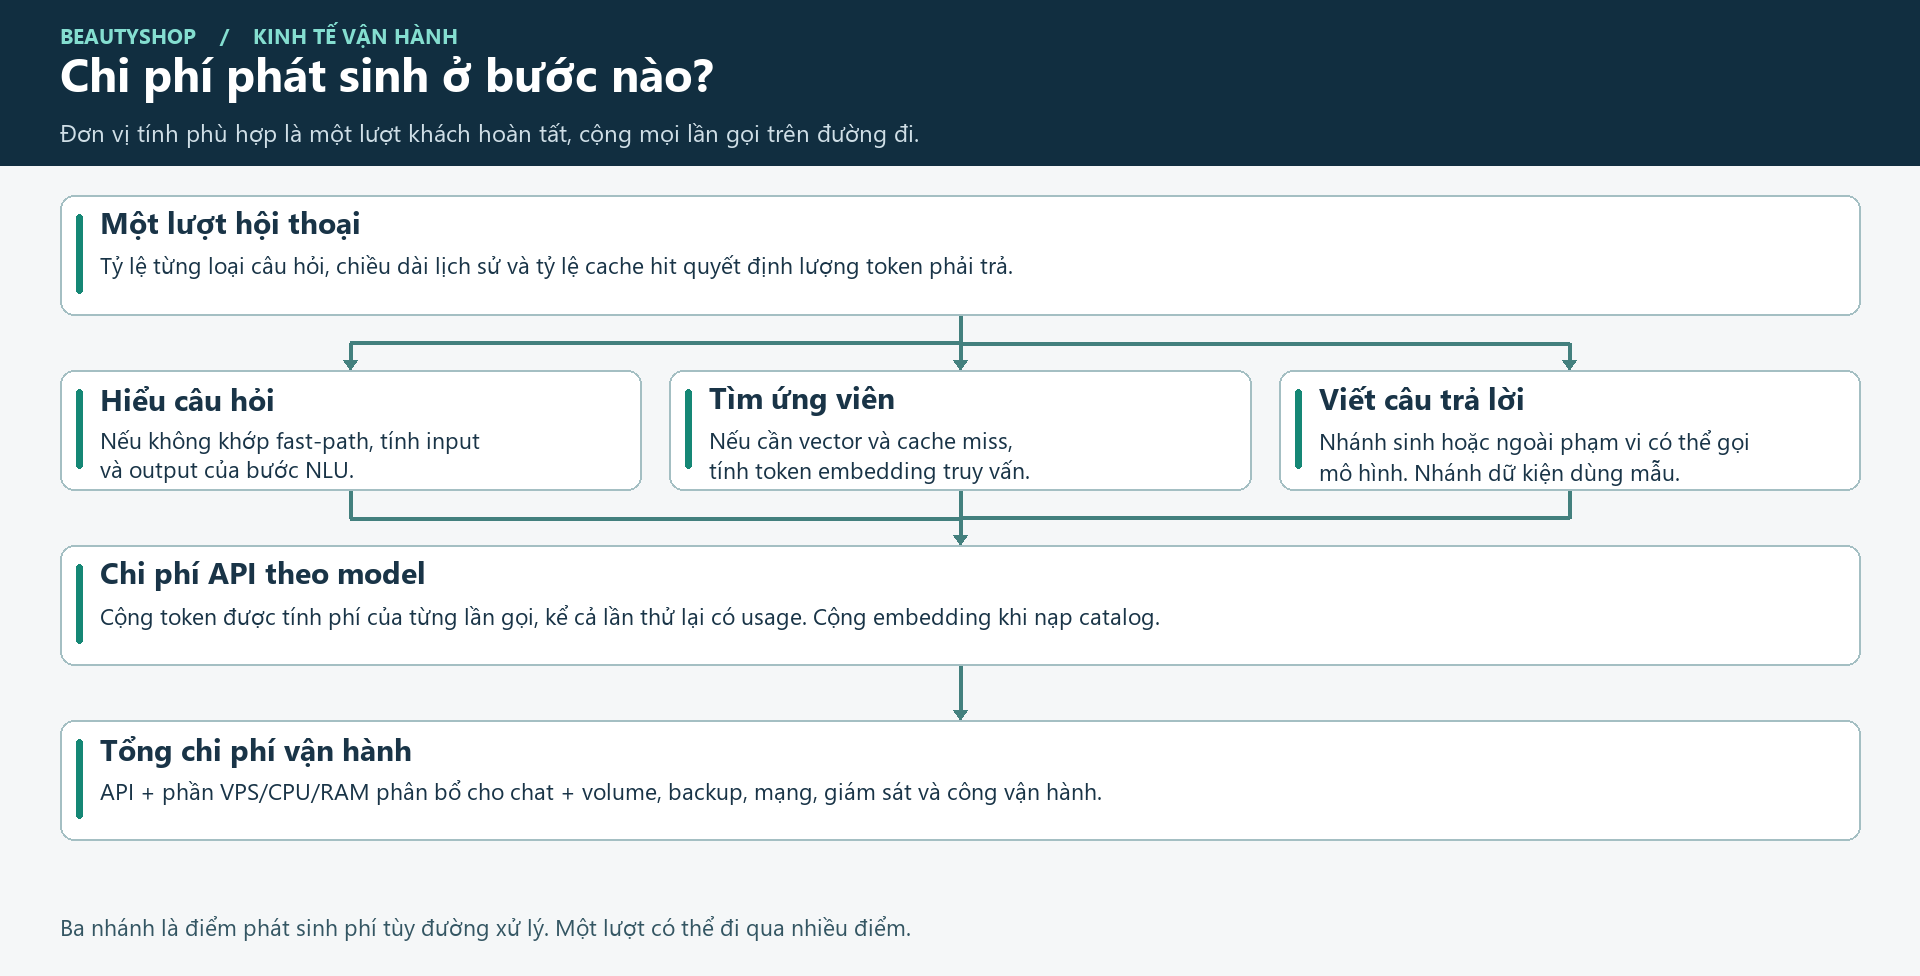 BEAUTYSHOP / KINH TẾ VẬN HÀNH
Chi phí phát sinh ở bước nào?
Đơn vị tính phù hợp là một lượt khách hoàn tất, cộng mọi lần gọi trên đường đi.
Một lượt hội thoại
Tỷ lệ từng loại câu hỏi, chiều dài lịch sử và tỷ lệ cache hit quyết định lượng token phải trả.
Hiểu câu hỏi
Nếu không khớp fast-path, tính input
và output của bước NLU.
Tìm ứng viên
Nếu cần vector và cache miss,
tính token embedding truy vấn.
Viết câu trả lời
Nhánh sinh hoặc ngoài phạm vi có thể gọi
mô hình. Nhánh dữ kiện dùng mẫu.
Chi phí API theo model
Cộng token được tính phí của từng lần gọi, kể cả lần thử lại có usage. Cộng embedding khi nạp catalog.
Tổng chi phí vận hành
API + phần VPS/CPU/RAM phân bổ cho chat + volume, backup, mạng, giám sát và công vận hành.
Ba nhánh là điểm phát sinh phí tùy đường xử lý. Một lượt có thể đi qua nhiều điểm.